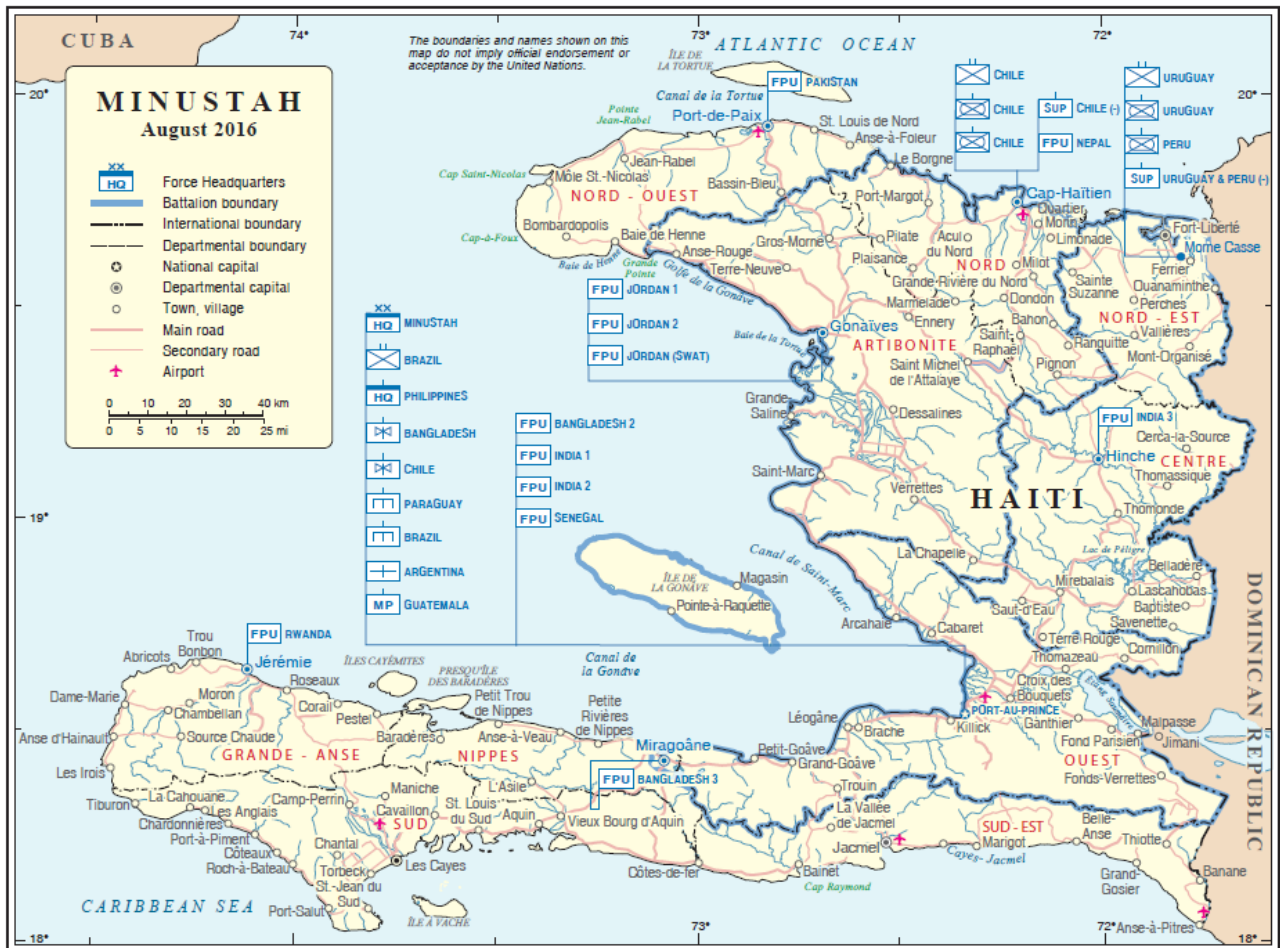 CUBA
74°
73°
72°
The boundaries and names shown on this
map do not imply official endorsement or
acceptance by the United Nations.
ATLANTIC OCEAN
ÎLE DE
LA TORTUE
20°
20°
MINUSTAH
August 2016
XX
HQ
Force Headquarters
Battalion boundary
International boundary
Departmental boundary
National capital
Departmental capital
Town, village
Main road
Secondary road
Airport
0 10 20 30 40 km
0 5 10 15 20 25 mi
FPU PAKISTAN
CHILE
CHILE
CHILE
SUP CHILE (-)
FPU NEPAL
URUGUAY
URUGUAY
PERU
SUP URUGUAY & PERU (-)
Canal de la Tortue
Pointe
Jean-Rabel
Port-de-Paix
St. Louis de Nord
Anse-à-Foleur
Le Borgne
Jean-Rabel
Cap Saint-Nicolas
Môle St.-Nicolas
NORD - OUEST
Bassin-Bleu
Port-Margot
Cap-Haïtien
Quartier
Morin
Limonade
Fort-Liberté
Mome Casse
Bombardopolis
Cap-à-Foux
Baie de Henne
Baie de Henne
Grande
Pointe
Anse-Rouge
Gros-Morne
Terre-Neuve
Golfe de la Gonâve
Pilate
Plaisance
Acul
du Nord
NORD
Milot
Grande-Rivière du Nord
Sainte
Suzanne
Ferrier
Ouanaminthe
Perches
NORD - EST
Vallières
Mont-Organisé
Marmelade
Dondon
Ennery
Bahon
Saint-
Raphaël
Ranquitte
Pignon
FPU JORDAN 1
FPU JORDAN 2
FPU JORDAN (SWAT)
Gonaïves
Baie de la Tortue
ARTIBONITE
Saint Michel
de l'Attalaye
XX
HQ MINUSTAH
BRAZIL
HQ PHILIPPINES
BANGLADESH
CHILE
PARAGUAY
BRAZIL
ARGENTINA
MP GUATEMALA
FPU BANGLADESH 2
FPU INDIA 1
FPU INDIA 2
FPU SENEGAL
Grande-
Saline
Dessalines
FPU INDIA 3
Cerca-la-Source
Hinche
CENTRE
Thomassique
Saint-Marc
Verrettes
HAITI
Thomonde
19°
19°
La Chapelle
Lac de Péligre
Belladère
Mirebalais
Lascahobas
Baptiste
Savenette
Saut-d'Eau
Canal de Saint-Marc
ÎLE DE
LA GONÂVE
Magasin
Pointe-à-Raquette
Arcahaie
Cabaret
Terre Rouge
Cornillon
Thomazeau
DOMINICAN REPUBLIC
FPU RWANDA
Trou
Bonbon
Abricots
Jérémie
ÎLES CAYÉMITES
PRESQU'ÎLE
DES BARADÈRES
Canal de
la Gonâve
Croix des
Bouquets
Etang Saumâtre
PORT-AU-PRINCE
Dame-Marie
Moron
Roseaux
Chambellan
Corail
Pestel
Petit Trou
de Nippes
Petite
Rivières
de Nippes
Léogâne
Brache
Killick
Gânthier
Malpasse
Jimani
Fond Parisien
Anse d'Hainault
Source Chaude
Baradères
Anse-à-Veau
Miragoâne
Petit-Goâve
Grand-Goâve
OUEST
Fonds-Verrettes
GRANDE - ANSE
NIPPES
Les Irois
FPU BANGLADESH 3
Trouin
Tiburon
La Cahouane
Les Anglais
Camp-Perrin
Maniche
L'Asile
Cavaillon
St. Louis
du Sud
Aquin
Vieux Bourg d'Aquin
La Vallée
de Jacmel
SUD - EST
Belle-
Anse
Thiotte
Chardonnières
Port-à-Piment
Côteaux
Roch-à-Bateau
SUD
Chantal
Torbeck
Les Cayes
Jacmel
Marigot
Cayes-Jacmel
Grand-
Gosier
Banane
St.-Jean du
Sud
Port-Salut
Côtes-de-fer
Bainet
Cap Raymond
CARIBBEAN SEA
ÎLE À VACHE
Anse-à-Pitres
18°
73°
72°
18°